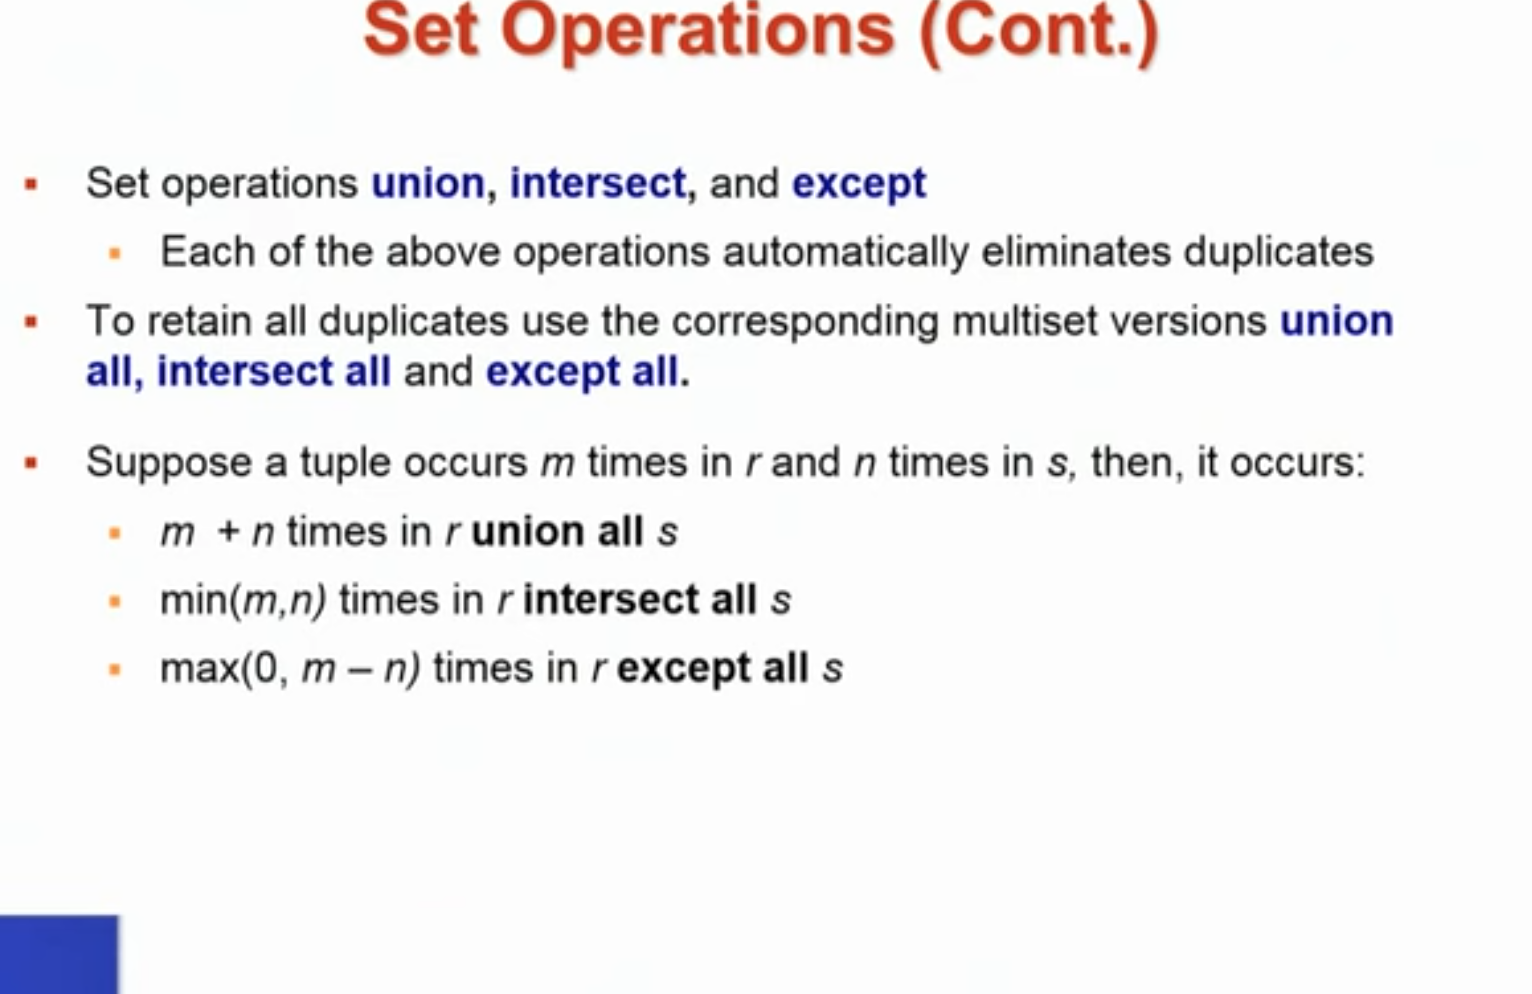 Set Operations (Cont.)
Set operations union, intersect, and except
Each of the above operations automatically eliminates duplicates
To retain all duplicates use the corresponding multiset versions union
all, intersect all and except all.
Suppose a tuple occurs m times in r and n times in s, then, it occurs:
m + n times in r union all s
min(m,n) times in r intersect all s
max(0, m – n) times in r except all s